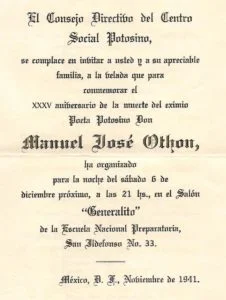 El Consejo Directivo del Centro
Social Potosino,
se complace en invitar a usted y a su apreciable
familia, a la velada que para
conmemorar el
XXXV aniversario de la muerte del eximio
Poeta Potosino Don
Manuel José Othon,
ha organizado
para la noche del sábado 6 de
diciembre próximo, a las 21 hs., en el Salón
"Generalito"
de la Escuela Nacional Preparatoria,
San Ildefonso No. 33.
México, D. F., Noviembre de 1941.